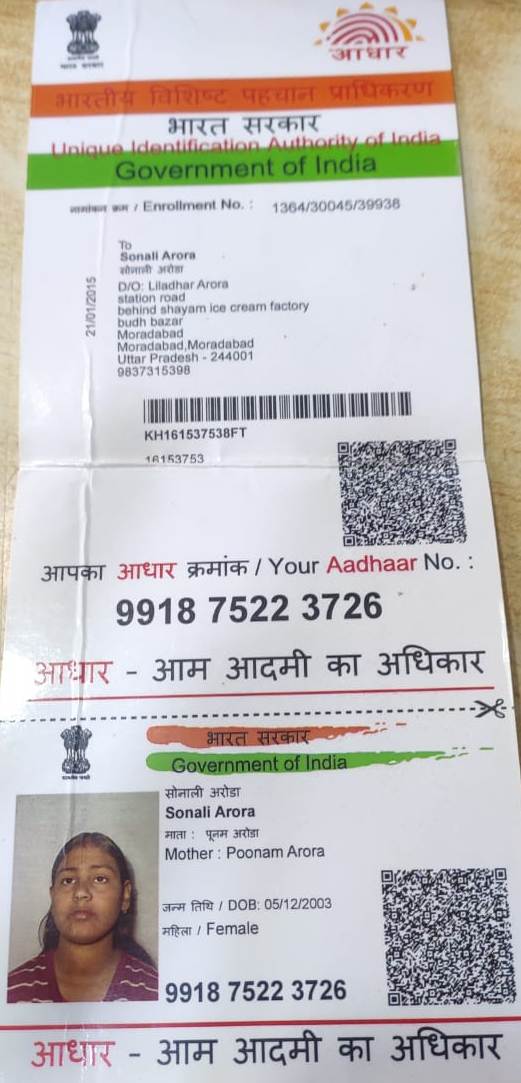 भारत सरकार
आधार
भारतीय विशिष्ट पहचान प्राधिकरण
भारत सरकार
Unique Identification Authority of India
Government of India
नामांकन क्रम / Enrollment No. : 1364/30045/39938
21/01/2015
To
Sonali Arora
सोनाली अरोडा
D/O: Liladhar Arora
station road
behind shayam ice cream factory
budh bazar
Moradabad
Moradabad,Moradabad
Uttar Pradesh - 244001
9837315398
KH161537538FT
16153753
आपका आधार क्रमांक / Your Aadhaar No. :
9918 7522 3726
आधार - आम आदमी का अधिकार
भारत सरकार
Government of India
सोनाली अरोडा
Sonali Arora
माता : पूनम अरोडा
Mother : Poonam Arora
जन्म तिथि / DOB: 05/12/2003
महिला / Female
9918 7522 3726
आधार - आम आदमी का अधिकार